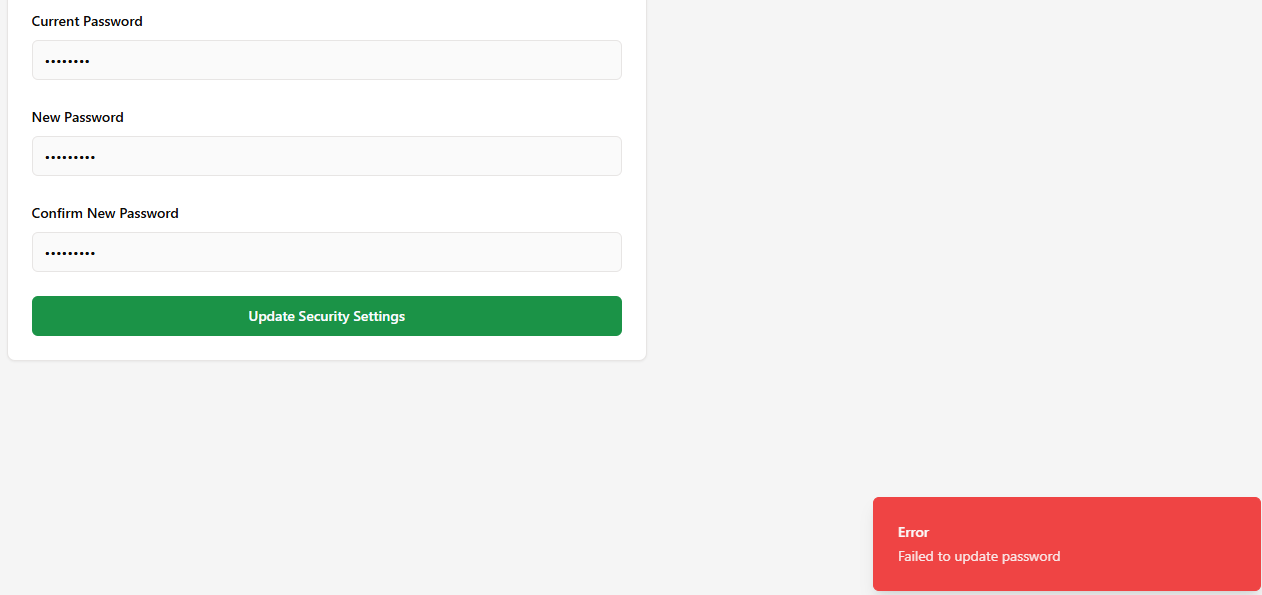 Current Password
••••••••
New Password
•••••••••
Confirm New Password
•••••••••
Update Security Settings
Error
Failed to update password